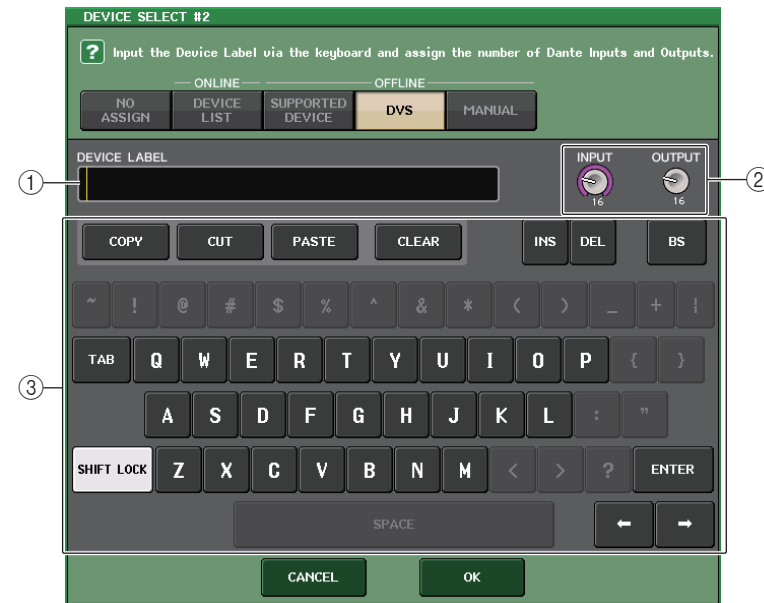 DEVICE SELECT #2
? Input the Device Label via the keyboard and assign the number of Dante Inputs and Outputs.
ONLINE OFFLINE
NO ASSIGN DEVICE LIST SUPPORTED DEVICE DVS MANUAL
DEVICE LABEL INPUT OUTPUT
① ②
16 16
COPY CUT PASTE CLEAR INS DEL BS
~ ! @ # $ % ^ & * ( ) _ + |
TAB Q W E R T Y U I O P { }
③
A S D F G H J K L : "
SHIFT LOCK Z X C V B N M < > ? ENTER
SPACE ← →
CANCEL OK